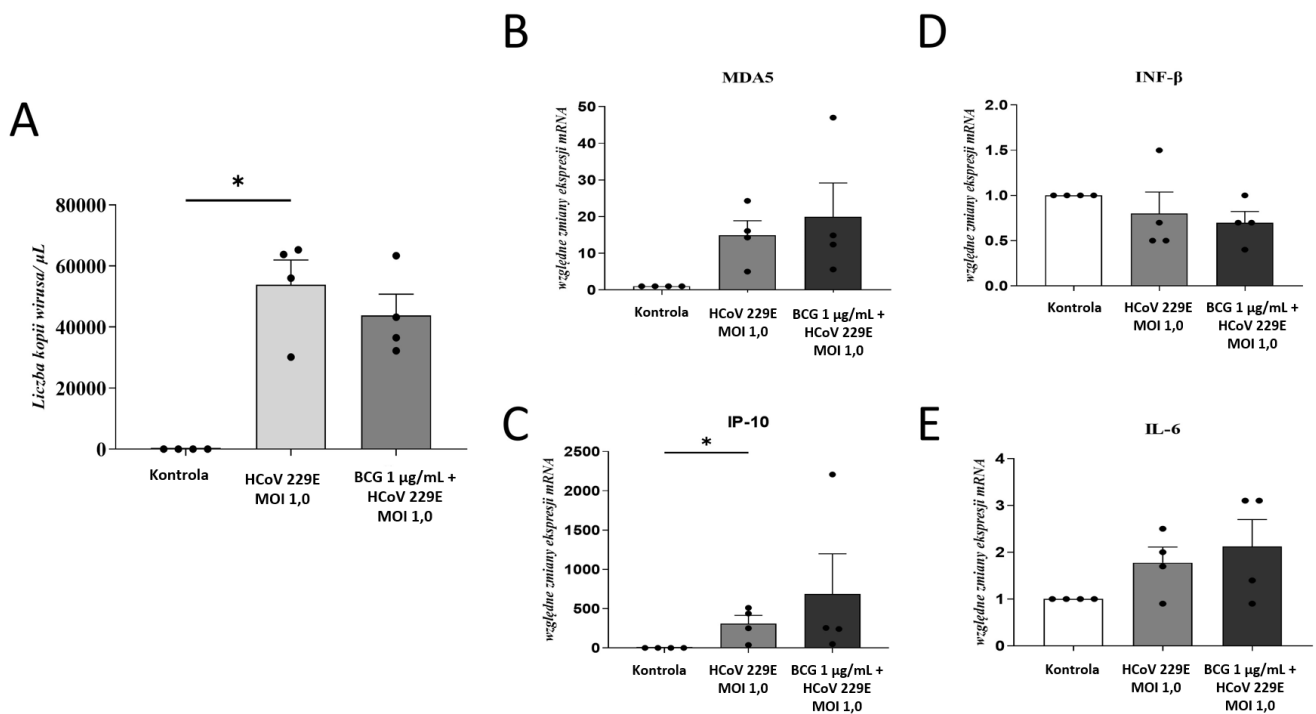 A
Liczba kopii wirusa/ µL
80000
60000
40000
20000
0
*
Kontrola
HCoV 229E
MOI 1,0
BCG 1 µg/mL +
HCoV 229E
MOI 1,0
B
MDA5
względne zmiany ekspresji mRNA
50
40
30
20
10
0
Kontrola
HCoV 229E
MOI 1,0
BCG 1 µg/mL +
HCoV 229E
MOI 1,0
C
IP-10
względne zmiany ekspresji mRNA
2500
2000
1500
1000
500
0
*
Kontrola
HCoV 229E
MOI 1,0
BCG 1 µg/mL +
HCoV 229E
MOI 1,0
D
INF-β
względne zmiany ekspresji mRNA
2.0
1.5
1.0
0.5
0.0
Kontrola
HCoV 229E
MOI 1,0
BCG 1 µg/mL +
HCoV 229E
MOI 1,0
E
IL-6
względne zmiany ekspresji mRNA
4
3
2
1
0
Kontrola
HCoV 229E
MOI 1,0
BCG 1 µg/mL +
HCoV 229E
MOI 1,0